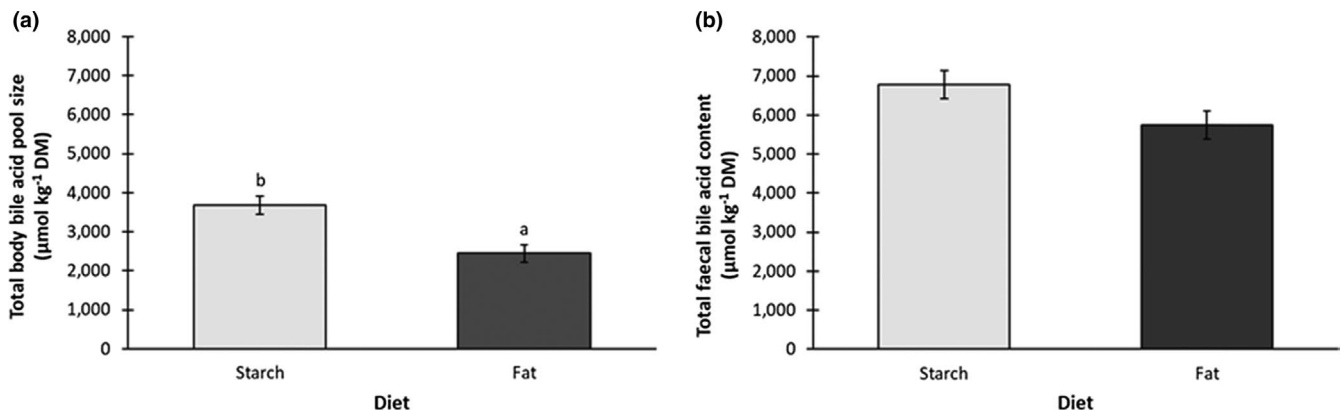 (a)
Total body bile acid pool size
(µmol kg⁻¹ DM)
8,000
7,000
6,000
5,000
4,000
3,000
2,000
1,000
0
b
a
Starch
Fat
Diet
(b)
Total faecal bile acid content
(µmol kg⁻¹ DM)
8,000
7,000
6,000
5,000
4,000
3,000
2,000
1,000
0
Starch
Fat
Diet